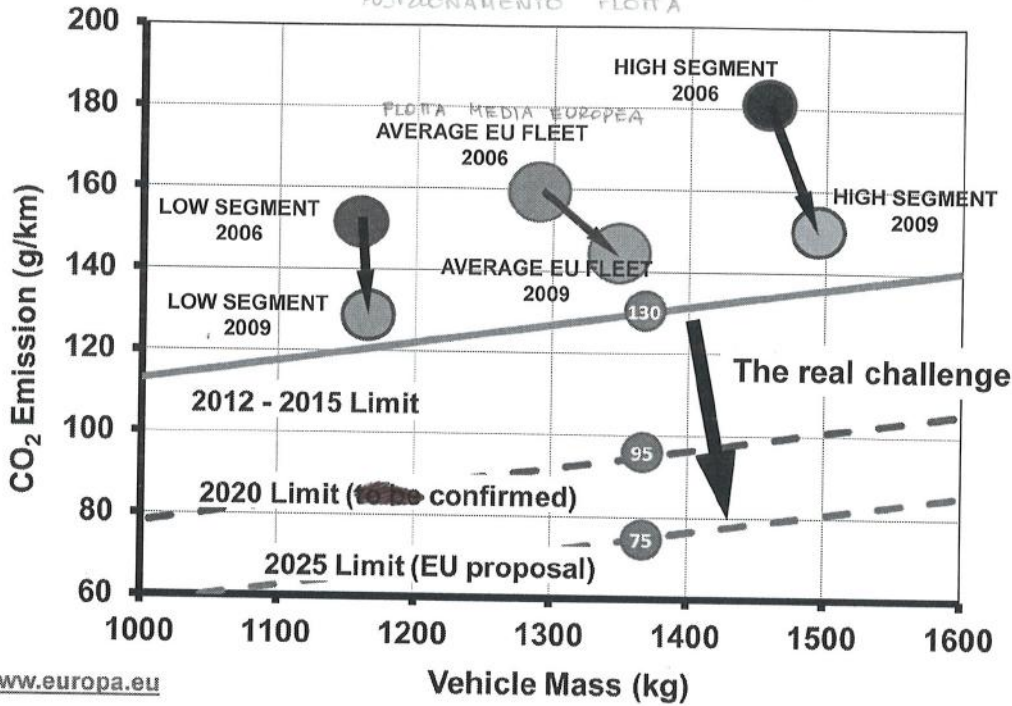 POSIZIONAMENTO FLOTTA
200
180
160
140
120
100
80
60
CO₂ Emission (g/km)
HIGH SEGMENT
2006
FLOTTA MEDIA EUROPEA
AVERAGE EU FLEET
2006
LOW SEGMENT
2006
HIGH SEGMENT
2009
AVERAGE EU FLEET
2009
LOW SEGMENT
2009
130
The real challenge
2012 - 2015 Limit
95
2020 Limit (to be confirmed)
75
2025 Limit (EU proposal)
1000 1100 1200 1300 1400 1500 1600
Vehicle Mass (kg)
ww.europa.eu